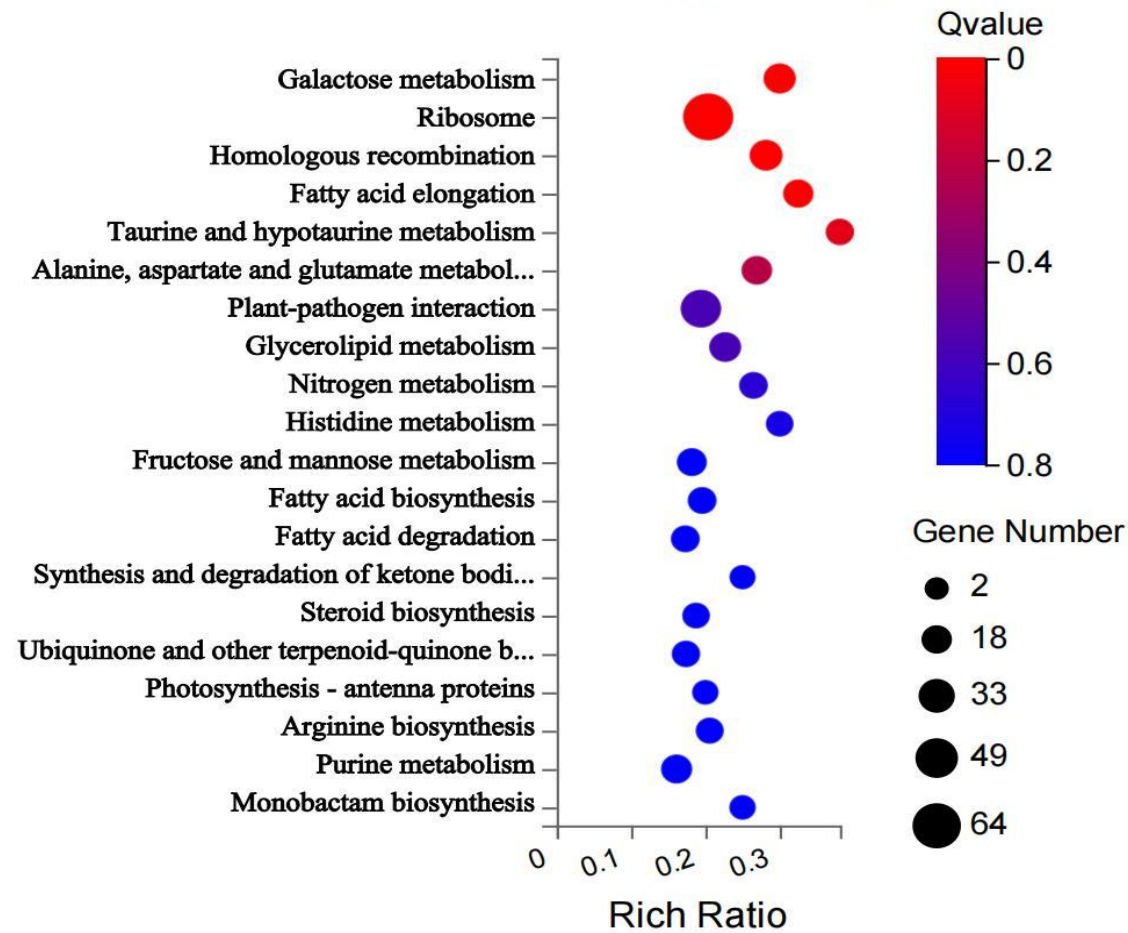 Qvalue
0
0.2
0.4
0.6
0.8
Galactose metabolism
Ribosome
Homologous recombination
Fatty acid elongation
Taurine and hypotaurine metabolism
Alanine, aspartate and glutamate metabol...
Plant-pathogen interaction
Glycerolipid metabolism
Nitrogen metabolism
Histidine metabolism
Fructose and mannose metabolism
Fatty acid biosynthesis
Fatty acid degradation
Synthesis and degradation of ketone bodi...
Steroid biosynthesis
Ubiquinone and other terpenoid-quinone b...
Photosynthesis - antenna proteins
Arginine biosynthesis
Purine metabolism
Monobactam biosynthesis
Gene Number
2
18
33
49
64
0 0.1 0.2 0.3
Rich Ratio